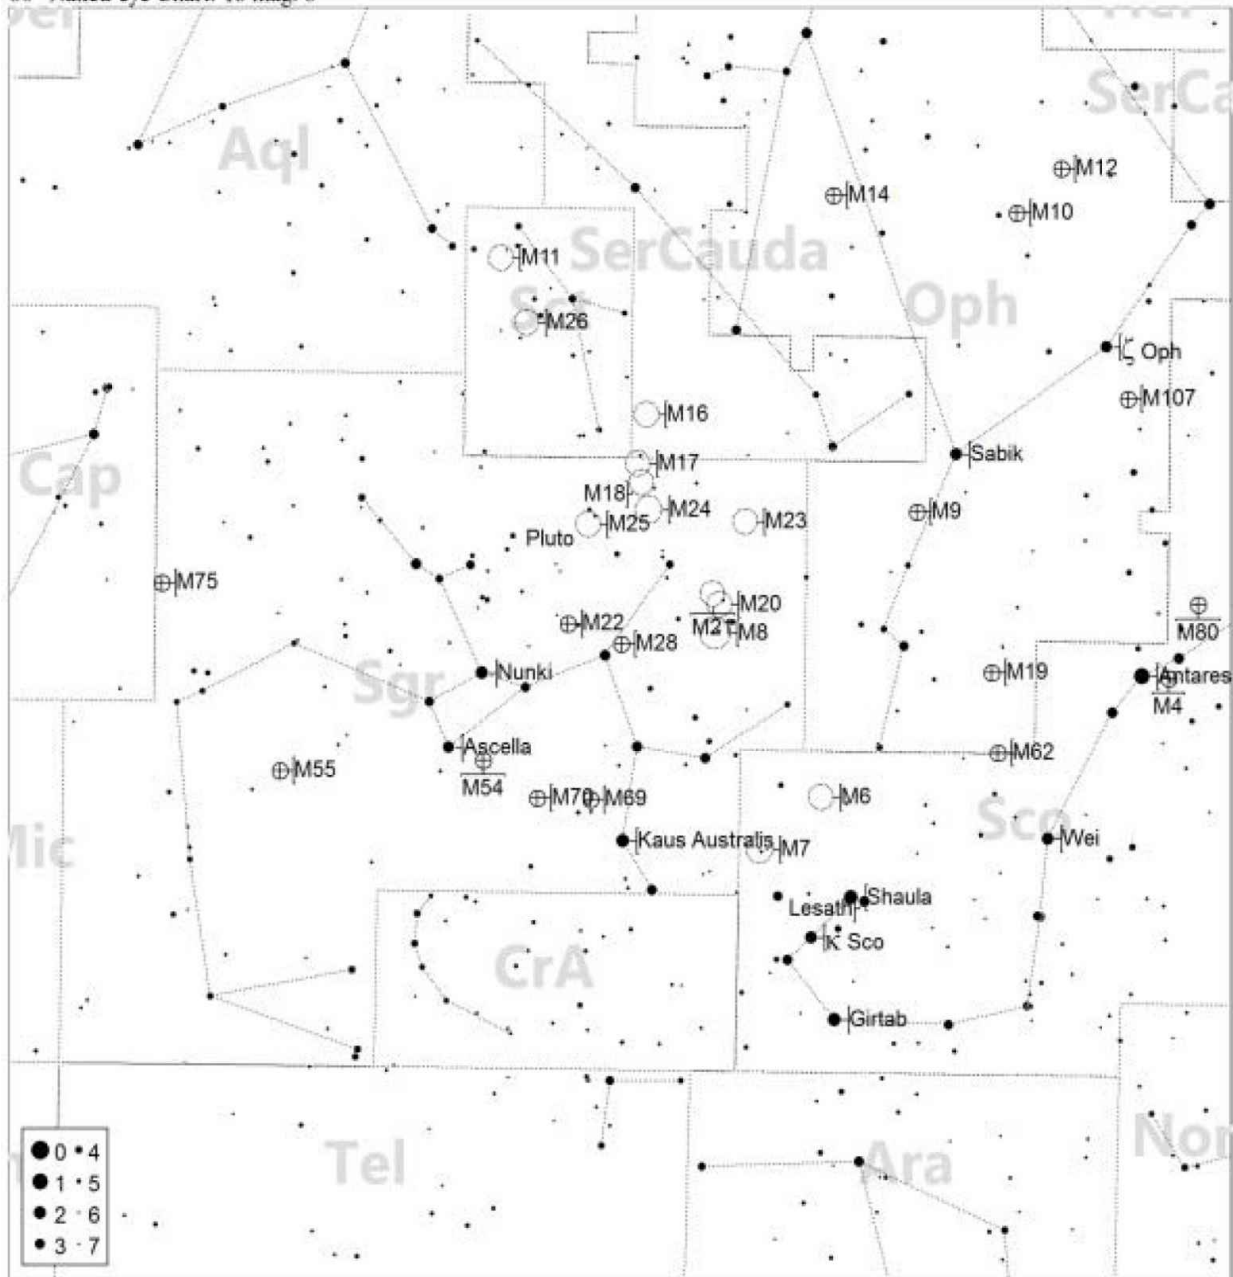 SerCa
Aql
M12
M14
M10
M11
SerCauda
Sct
Oph
M26
ζ Oph
M107
M16
Sabik
M17
Cap
M18
M24
M9
M25
M23
Pluto
M75
M20
M22
M21
M8
M80
M28
Nunki
M19
Antares
Sgr
M4
Ascella
M62
M55
M54
M70
M69
M6
Sco
Kaus Australis
M7
Wei
Mic
Shaula
Lesath
κ Sco
CrA
Girtab
Tel
Ara
Nor
0 4
1 5
2 6
3 7